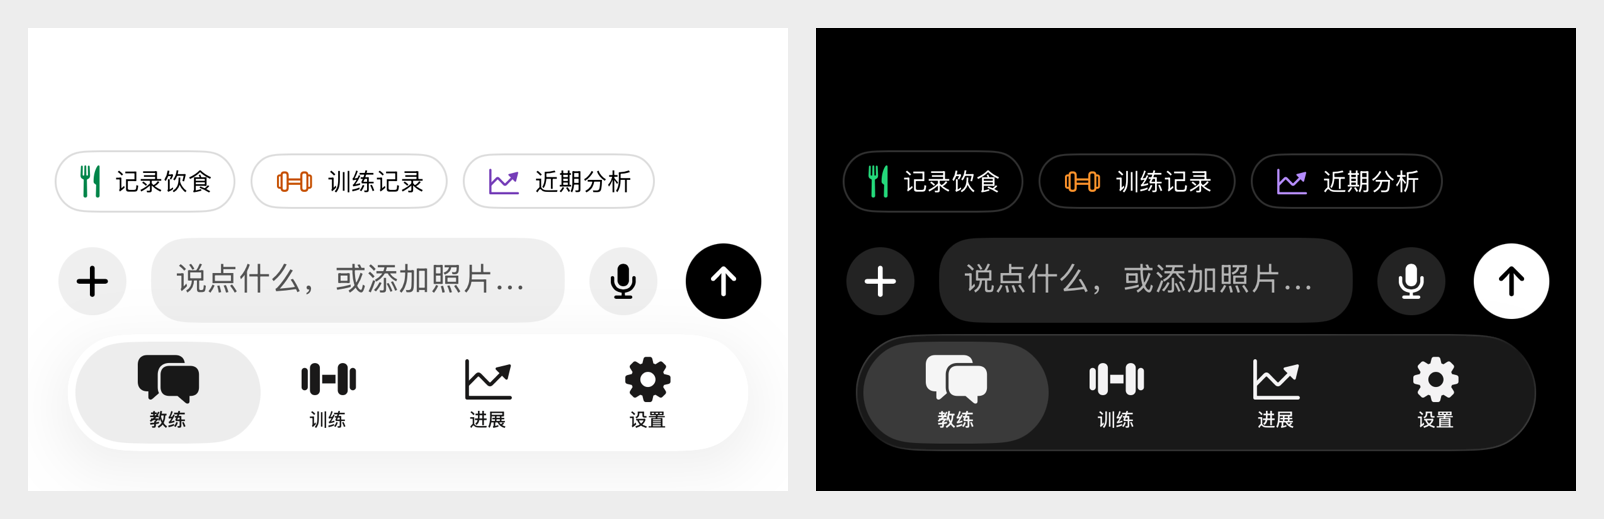 记录饮食 训练记录 近期分析
说点什么，或添加照片...
教练 训练 进展 设置
记录饮食 训练记录 近期分析
说点什么，或添加照片...
教练 训练 进展 设置